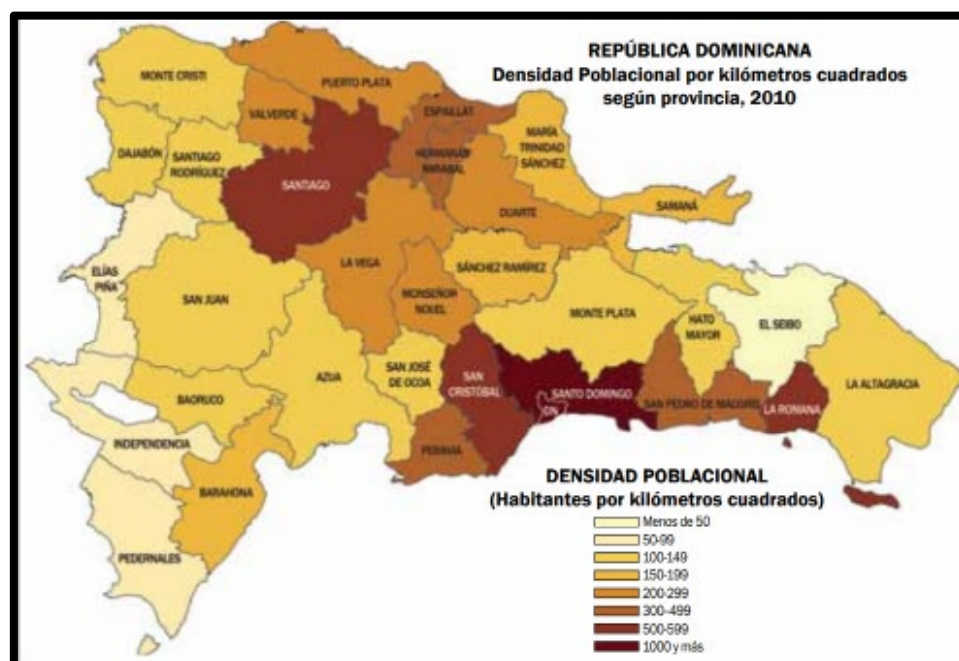 REPÚBLICA DOMINICANA
Densidad Poblacional por kilómetros cuadrados
según provincia, 2010
MONTE CRISTI
PUERTO PLATA
VALVERDE
ESPAILLAT
DAJABÓN
SANTIAGO
RODRÍGUEZ
SANTIAGO
HERMANAS
MIRABAL
MARÍA
TRINIDAD
SÁNCHEZ
DUARTE
SAMANÁ
ELÍAS
PIÑA
SAN JUAN
LA VEGA
MONSEÑOR
NOUEL
SÁNCHEZ RAMÍREZ
MONTE PLATA
HATO
MAYOR
EL SEIBO
LA ALTAGRACIA
AZUA
SAN JOSÉ
DE OCOA
SAN
CRISTÓBAL
SANTO DOMINGO
DN
SAN PEDRO DE MACORÍS
LA ROMANA
BAORUCO
INDEPENDENCIA
BARAHONA
PERAVIA
PEDERNALES
DENSIDAD POBLACIONAL
(Habitantes por kilómetros cuadrados)
Menos de 50
50-99
100-149
150-199
200-299
300-499
500-599
1000 y más